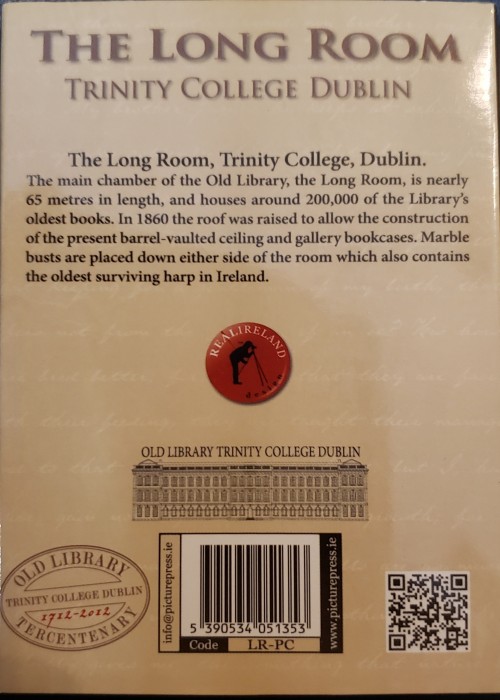 THE LONG ROOM
TRINITY COLLEGE DUBLIN
The Long Room, Trinity College, Dublin.
The main chamber of the Old Library, the Long Room, is nearly
65 metres in length, and houses around 200,000 of the Library's
oldest books. In 1860 the roof was raised to allow the construction
of the present barrel-vaulted ceiling and gallery bookcases. Marble
busts are placed down either side of the room which also contains
the oldest surviving harp in Ireland.
REALIRELAND
design
OLD LIBRARY TRINITY COLLEGE DUBLIN
OLD LIBRARY
TRINITY COLLEGE DUBLIN
1712-2012
TERCENTENARY
info@picturepress.ie
5 390534 051353
Code LR-PC
www.picturepress.ie